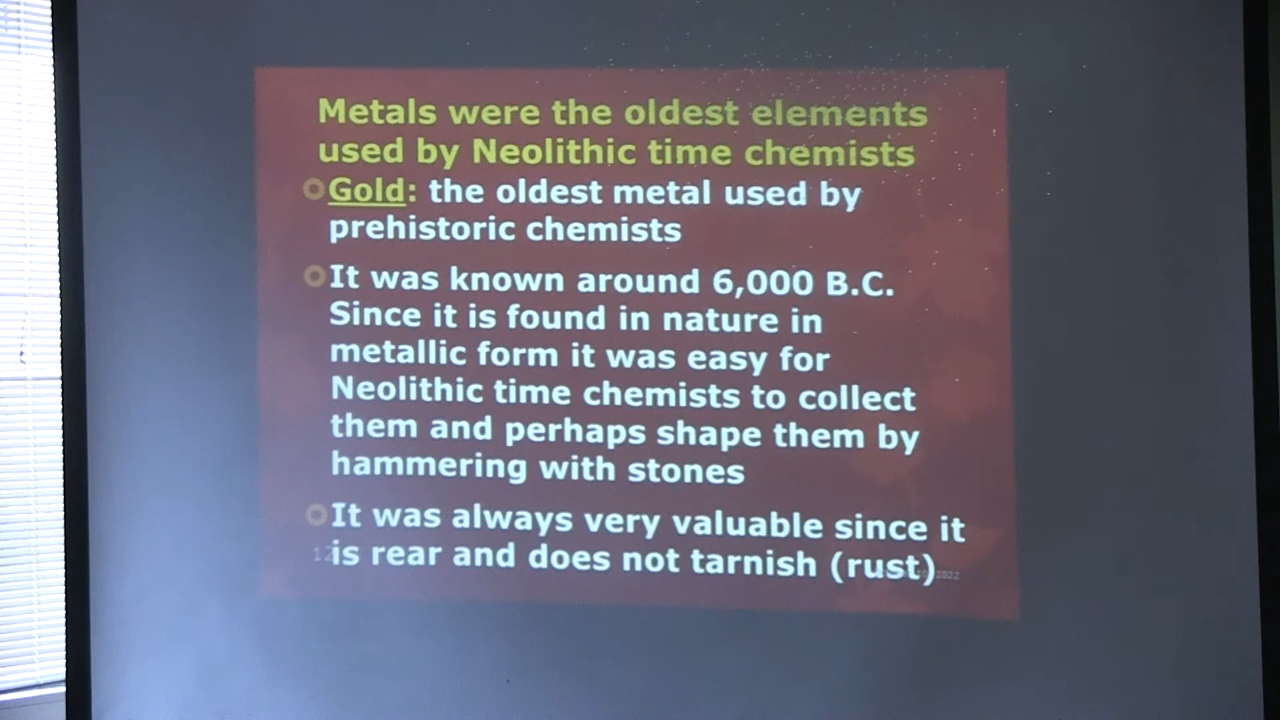 Metals were the oldest elements
used by Neolithic time chemists
Gold: the oldest metal used by
prehistoric chemists
It was known around 6,000 B.C.
Since it is found in nature in
metallic form it was easy for
Neolithic time chemists to collect
them and perhaps shape them by
hammering with stones
It was always very valuable since it
is rear and does not tarnish (rust)
12